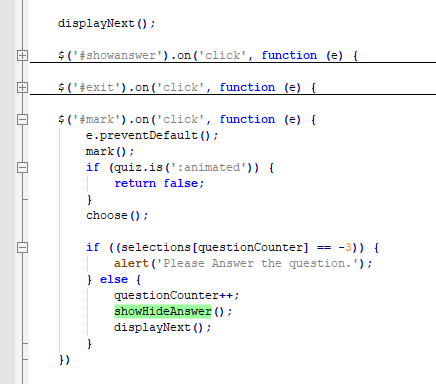 displayNext();
$('#showanswer').on('click', function (e) {
$('#exit').on('click', function (e) {
$('#mark').on('click', function (e) {
e.preventDefault();
mark();
if (quiz.is(':animated')) {
return false;
}
choose();
if ((selections[questionCounter] == -3)) {
alert('Please Answer the question.');
} else {
questionCounter++;
showHideAnswer();
displayNext();
}
})